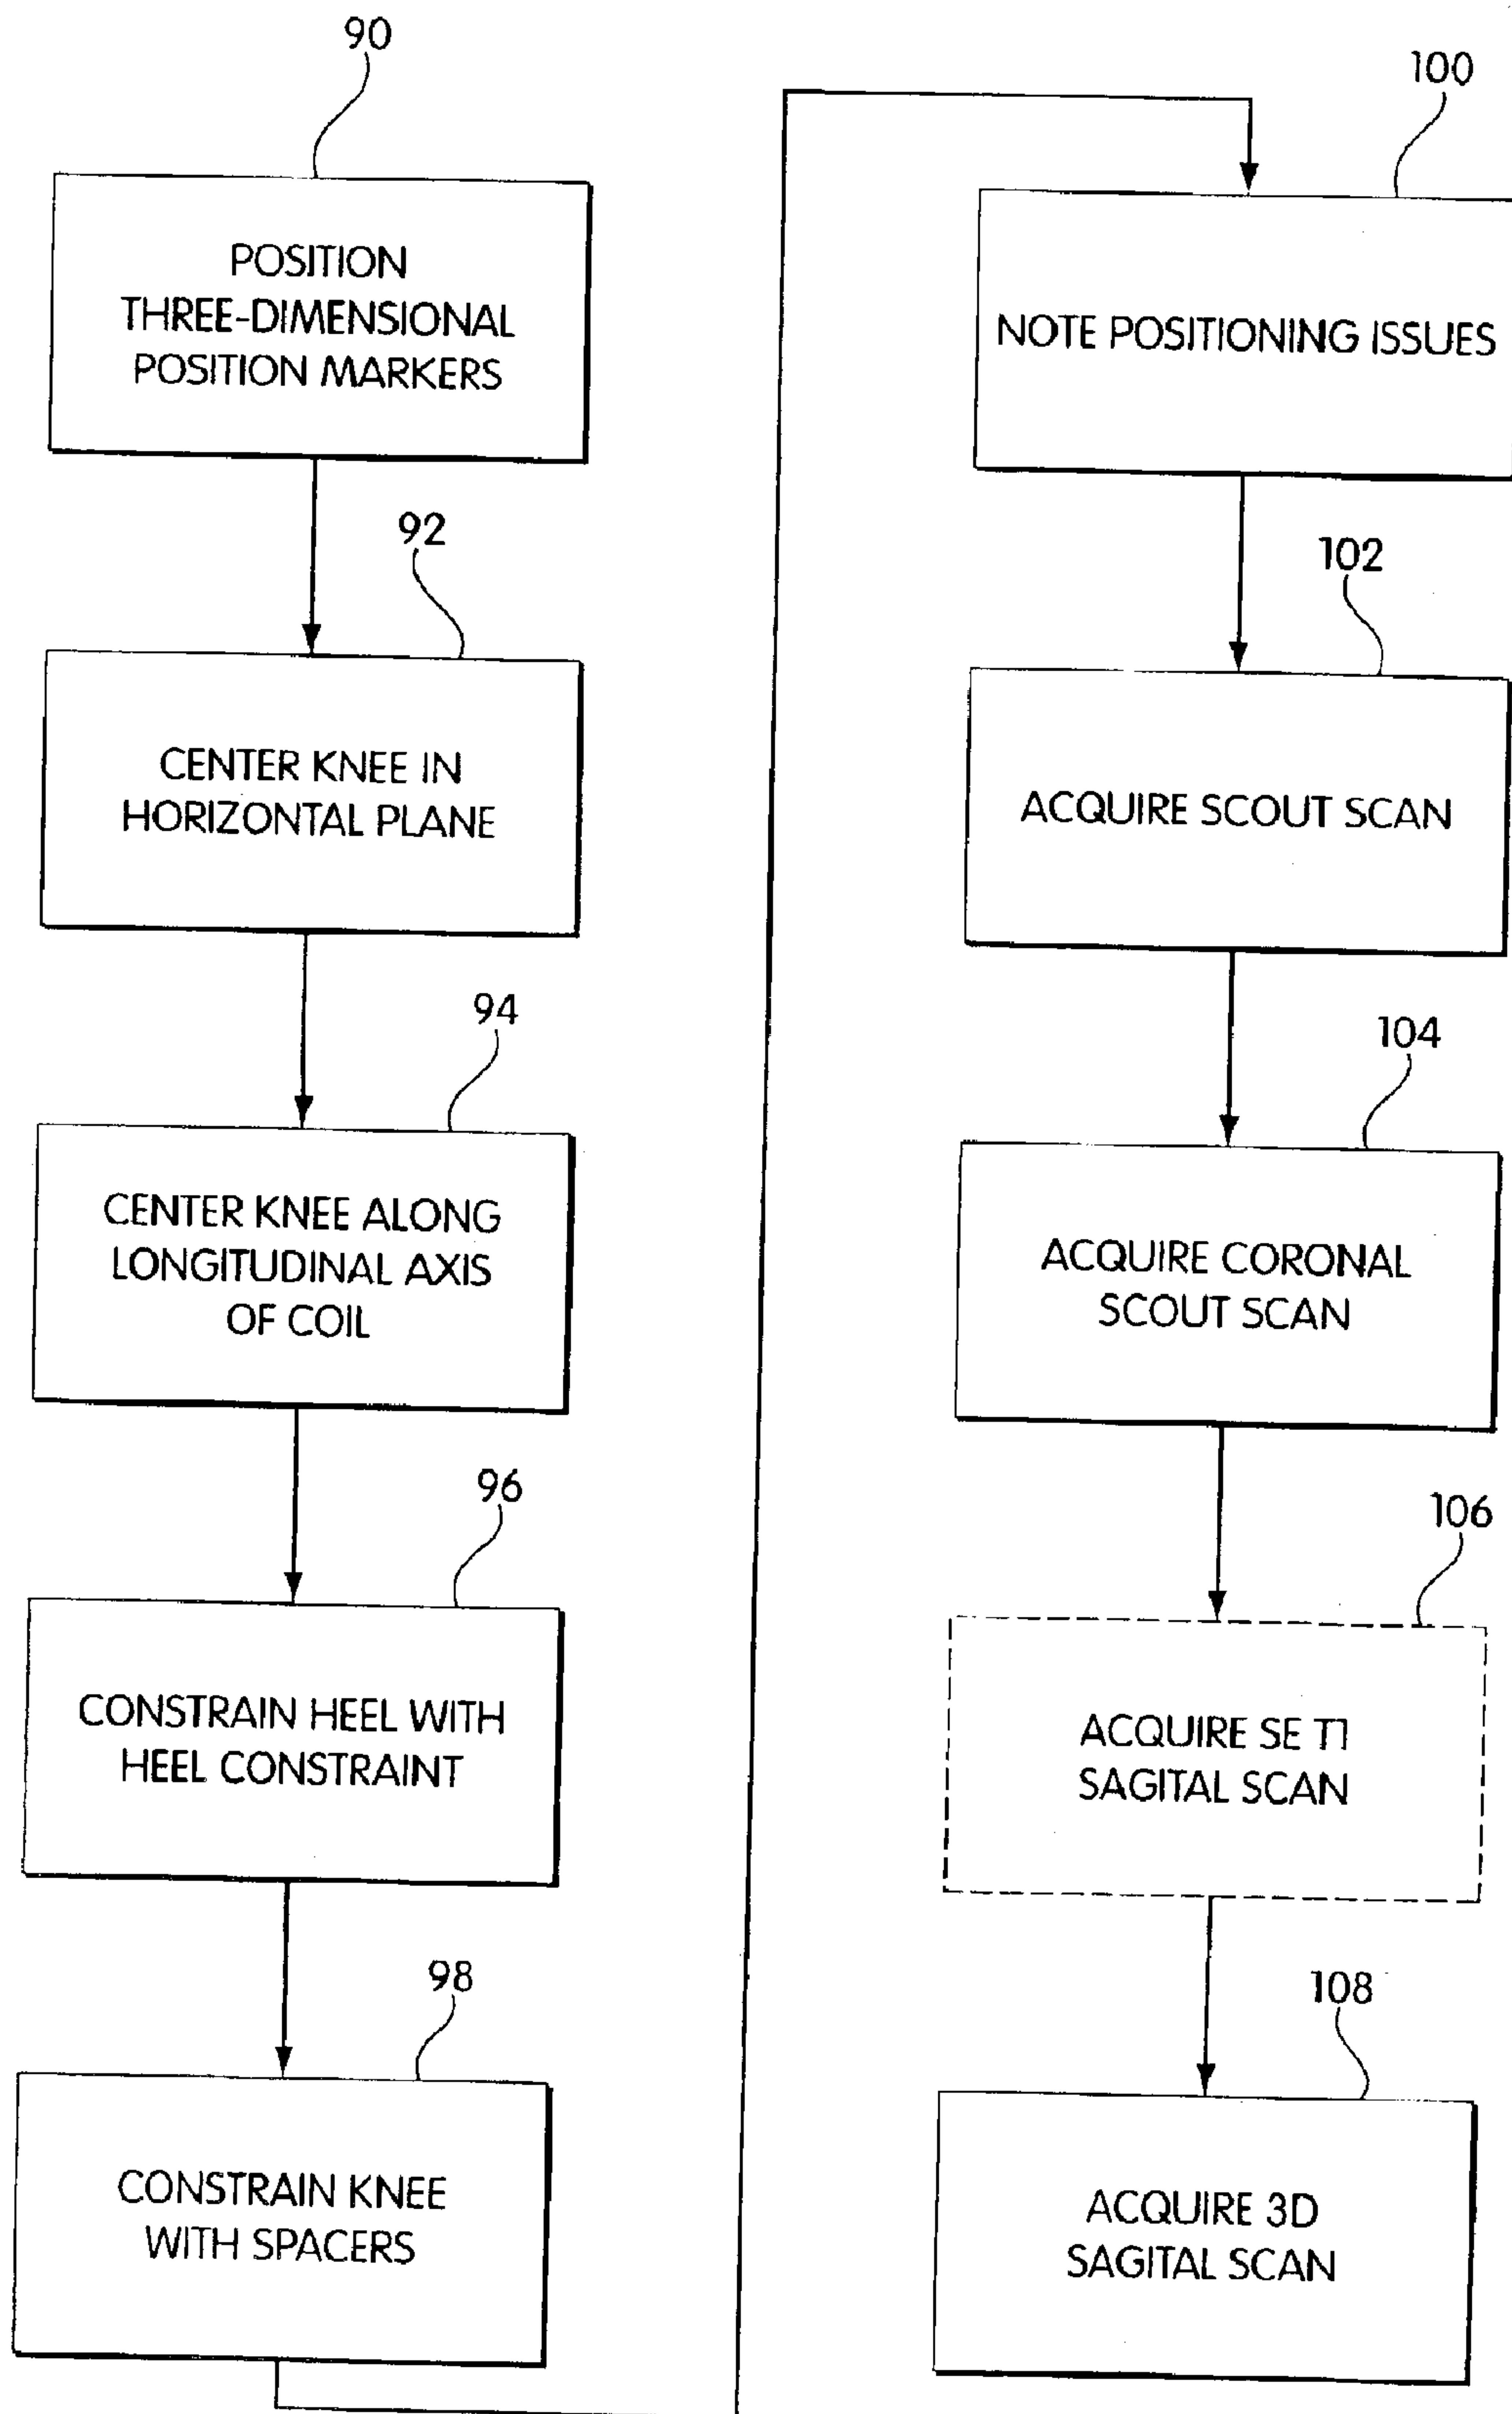 90
POSITION
THREE-DIMENSIONAL
POSITION MARKERS
92
CENTER KNEE IN
HORIZONTAL PLANE
94
CENTER KNEE ALONG
LONGITUDINAL AXIS
OF COIL
96
CONSTRAIN HEEL WITH
HEEL CONSTRAINT
98
CONSTRAIN KNEE
WITH SPACERS
100
NOTE POSITIONING ISSUES
102
ACQUIRE SCOUT SCAN
104
ACQUIRE CORONAL
SCOUT SCAN
106
ACQUIRE SE T1
SAGITAL SCAN
108
ACQUIRE 3D
SAGITAL SCAN